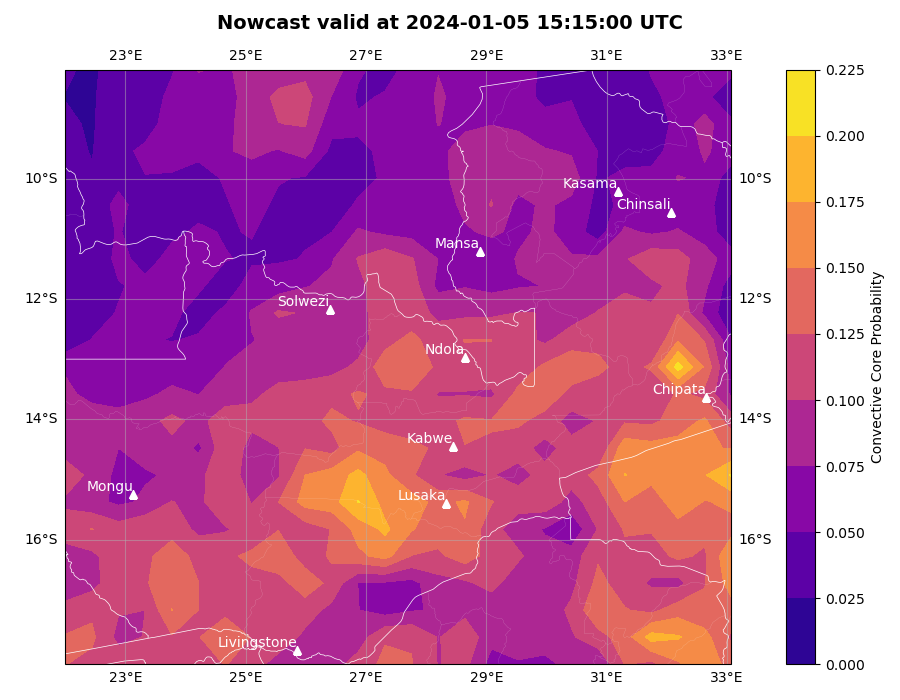 Nowcast valid at 2024-01-05 15:15:00 UTC
23°E 25°E 27°E 29°E 31°E 33°E
0.225
0.200
10°S 10°S
Kasama
Chinsali
0.175
Mansa
0.150
12°S 12°S
Solwezi
0.125
Ndola
Chipata
0.100
14°S 14°S
Kabwe
0.075
Mongu
Lusaka
16°S 16°S
0.050
0.025
Livingstone
0.000
23°E 25°E 27°E 29°E 31°E 33°E
Convective Core Probability